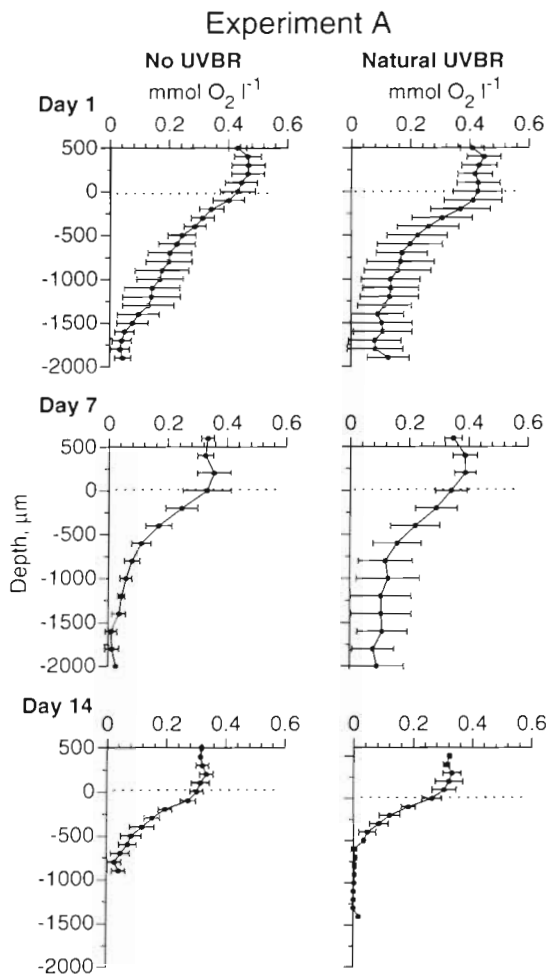 Experiment A
No UVBR
Natural UVBR
mmol O2 l-1
mmol O2 l-1
Day 1
0 0.2 0.4 0.6
0 0.2 0.4 0.6
500
0
-500
-1000
-1500
-2000
Day 7
0 0.2 0.4 0.6
0 0.2 0.4 0.6
500
0
-500
-1000
-1500
-2000
Depth, μm
Day 14
0 0.2 0.4 0.6
0 0.2 0.4 0.6
500
0
-500
-1000
-1500
-2000